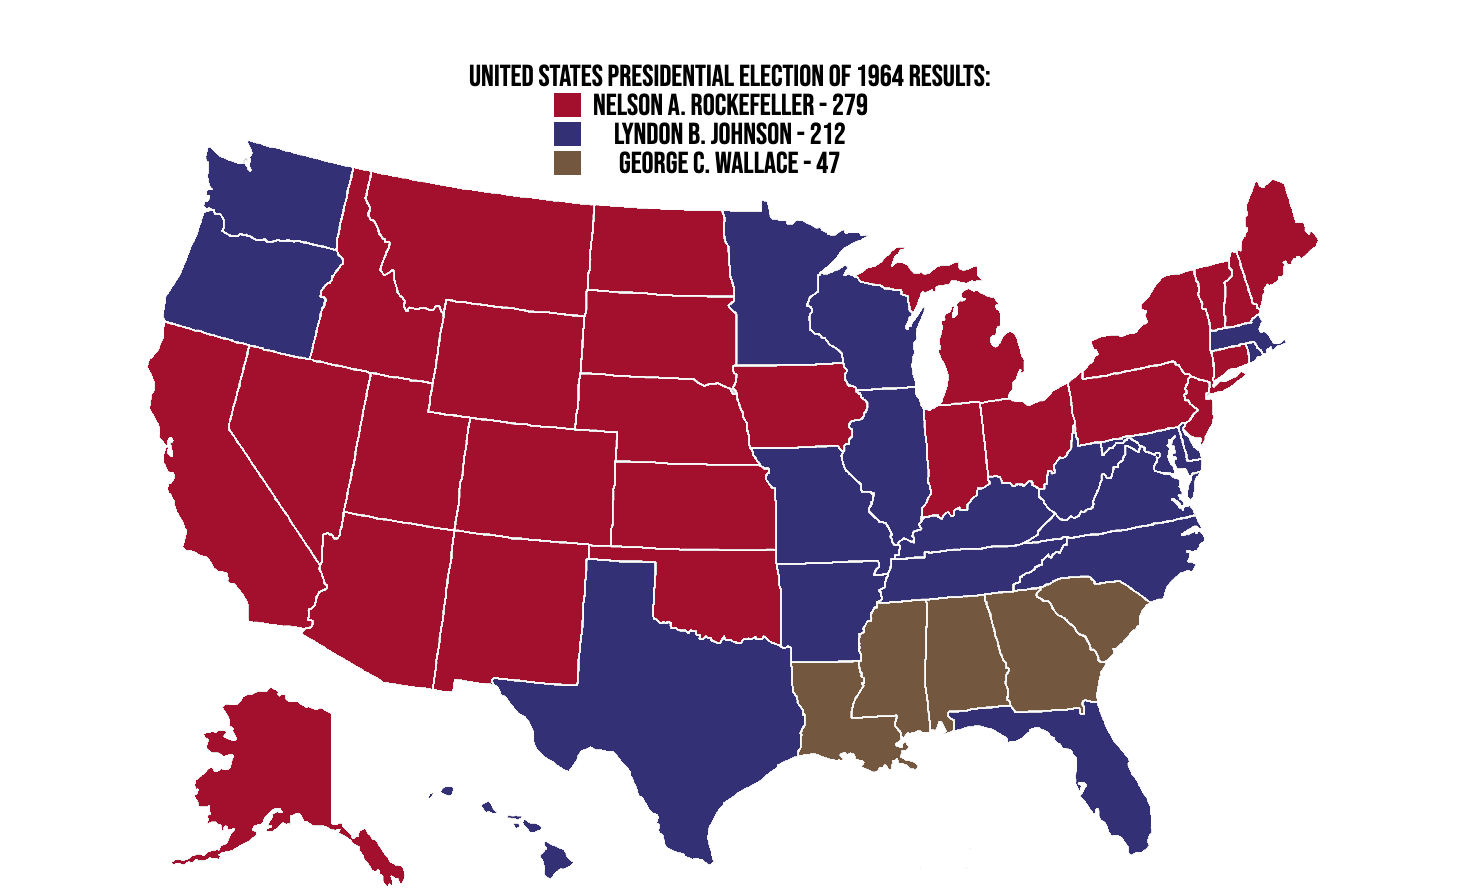 UNITED STATES PRESIDENTIAL ELECTION OF 1964 RESULTS:
NELSON A. ROCKEFELLER - 279
LYNDON B. JOHNSON - 212
GEORGE C. WALLACE - 47